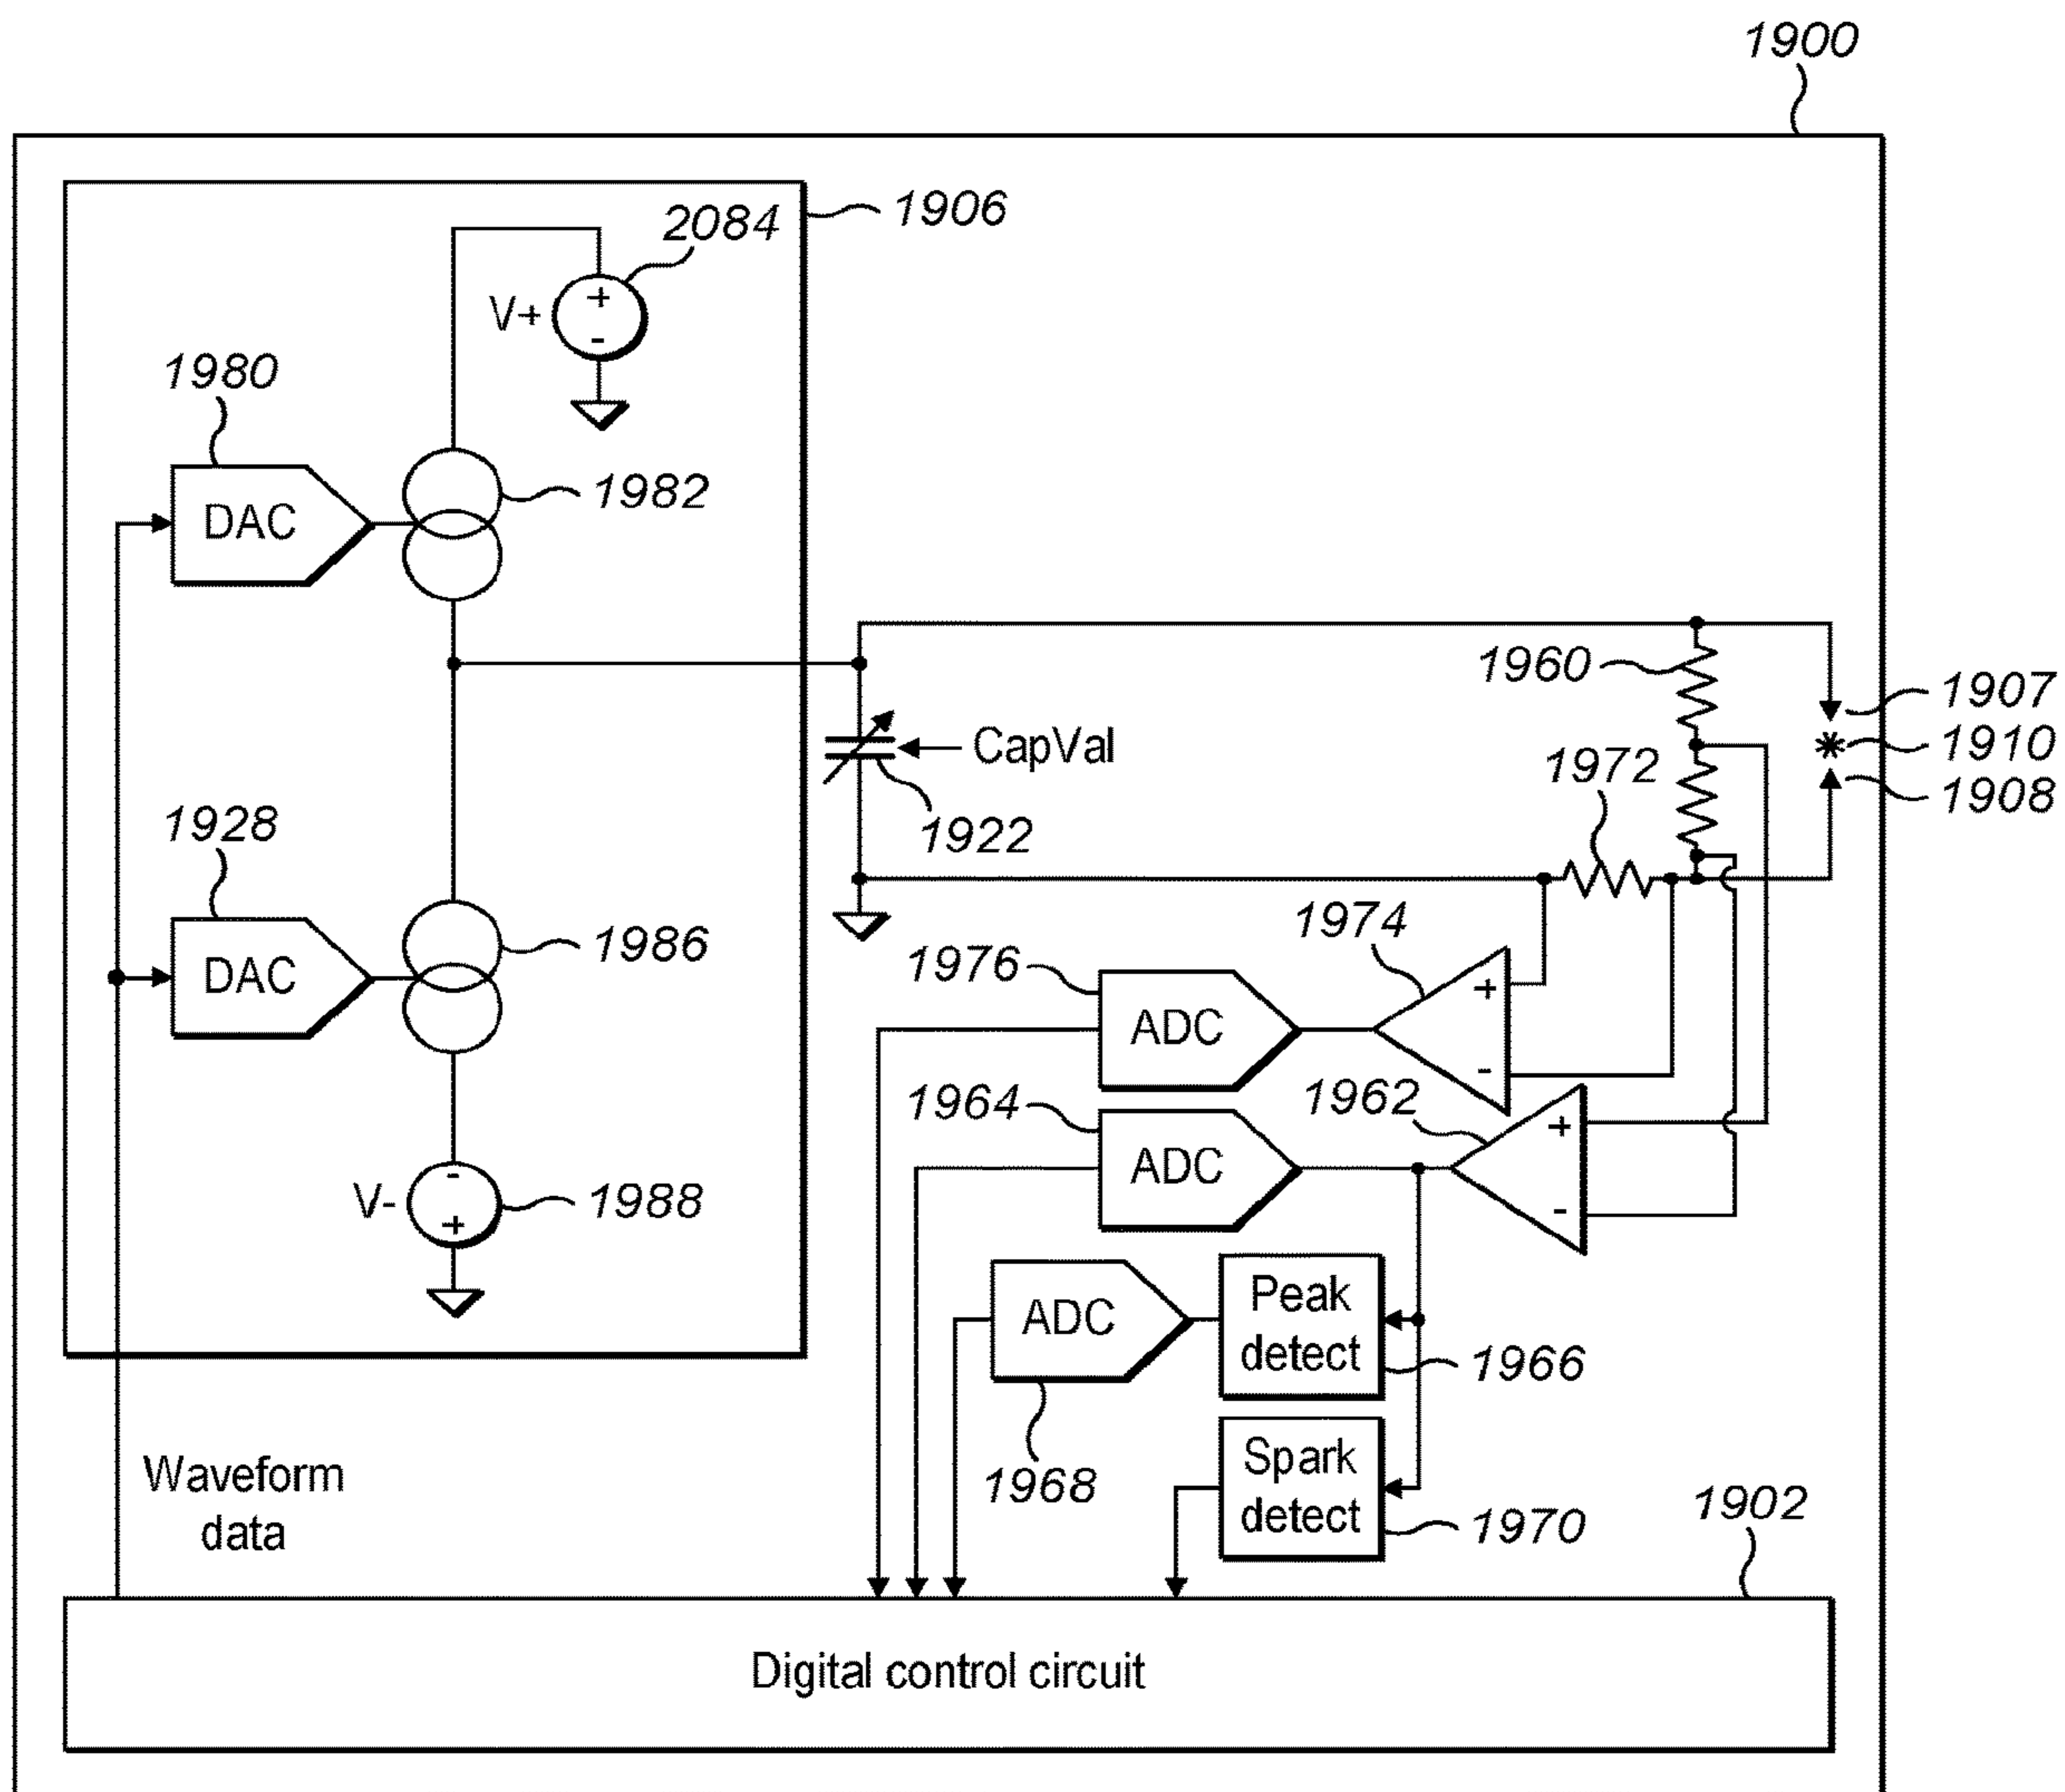 1900
1906
2084
V+
+
-
1980
DAC
1982
1960
1907
1910
1908
CapVal
1972
1922
1928
DAC
1986
1974
1976
ADC
+
-
1964
ADC
1962
+
-
V-
-
+
1988
ADC
Peak
detect
1966
1968
Spark
detect
1970
Waveform
data
1902
Digital control circuit